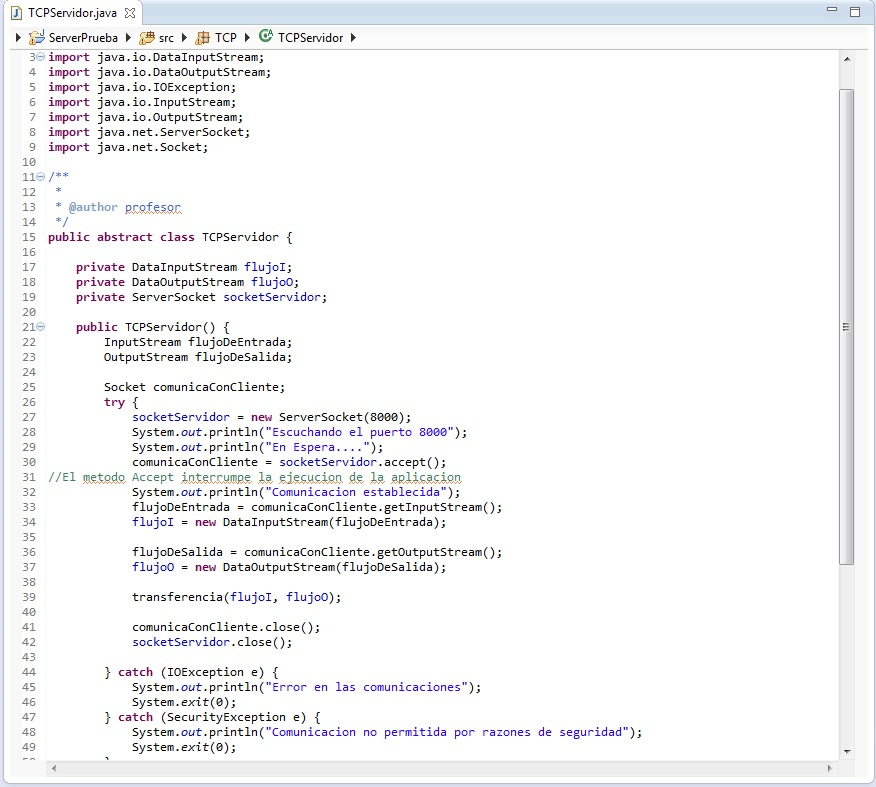 TCPServidor.java
ServerPrueba src TCP TCPServidor
3 import java.io.DataInputStream;
4 import java.io.DataOutputStream;
5 import java.io.IOException;
6 import java.io.InputStream;
7 import java.io.OutputStream;
8 import java.net.ServerSocket;
9 import java.net.Socket;
10
11 /**
12  *
13  * @author profesor
14  */
15 public abstract class TCPServidor {
16
17     private DataInputStream flujoI;
18     private DataOutputStream flujoO;
19     private ServerSocket socketServidor;
20
21     public TCPServidor() {
22         InputStream flujoDeEntrada;
23         OutputStream flujoDeSalida;
24
25         Socket comunicaConCliente;
26         try {
27             socketServidor = new ServerSocket(8000);
28             System.out.println("Escuchando el puerto 8000");
29             System.out.println("En Espera....");
30             comunicaConCliente = socketServidor.accept();
31 //El metodo Accept interrumpe la ejecucion de la aplicacion
32             System.out.println("Comunicacion establecida");
33             flujoDeEntrada = comunicaConCliente.getInputStream();
34             flujoI = new DataInputStream(flujoDeEntrada);
35
36             flujoDeSalida = comunicaConCliente.getOutputStream();
37             flujoO = new DataOutputStream(flujoDeSalida);
38
39             transferencia(flujoI, flujoO);
40
41             comunicaConCliente.close();
42             socketServidor.close();
43
44         } catch (IOException e) {
45             System.out.println("Error en las comunicaciones");
46             System.exit(0);
47         } catch (SecurityException e) {
48             System.out.println("Comunicacion no permitida por razones de seguridad");
49             System.exit(0);